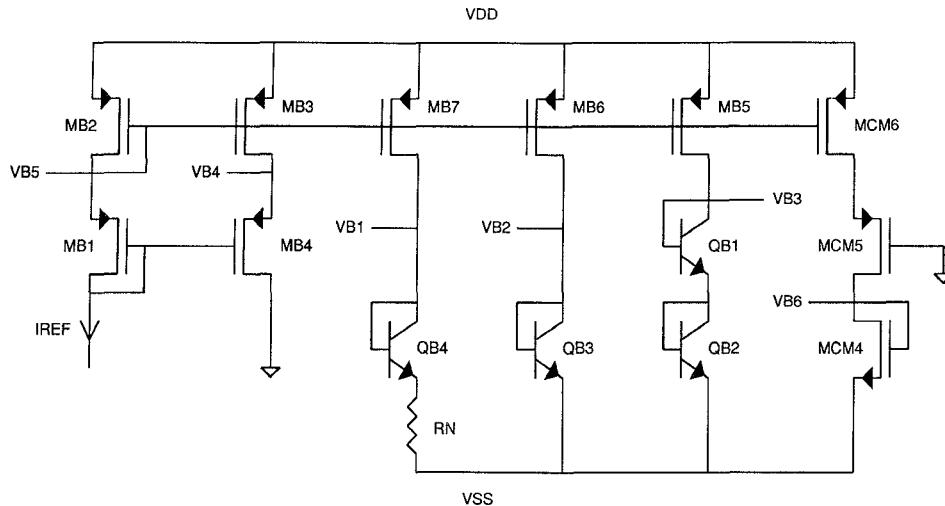 VDD
MB2
MB3
MB7
MB6
MB5
MCM6
VB5
VB4
VB3
MB1
MB4
VB1
VB2
QB1
MCM5
VB6
IREF
QB4
QB3
QB2
MCM4
RN
VSS